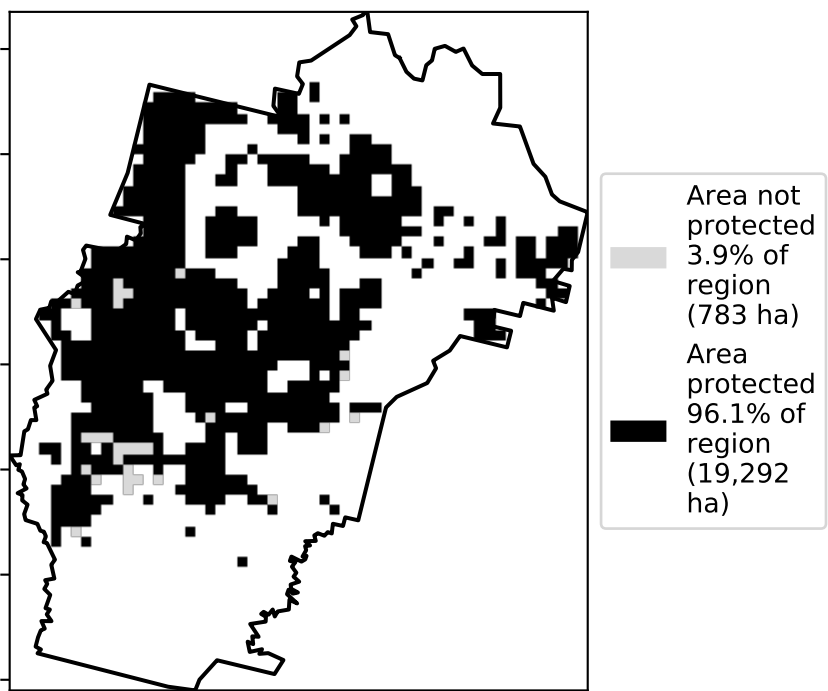 Area not
protected
3.9% of
region
(783 ha)
Area
protected
96.1% of
region
(19,292
ha)